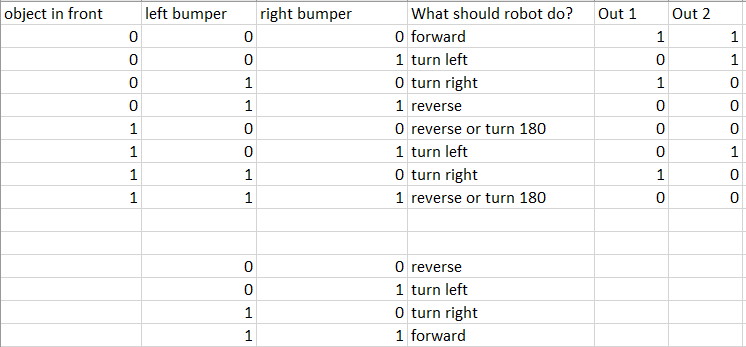 object in front left bumper right bumper What should robot do? Out 1 Out 2
0 0 0 forward 1 1
0 0 1 turn left 0 1
0 1 0 turn right 1 0
0 1 1 reverse 0 0
1 0 0 reverse or turn 180 0 0
1 0 1 turn left 0 1
1 1 0 turn right 1 0
1 1 1 reverse or turn 180 0 0
0 0 reverse
0 1 turn left
1 0 turn right
1 1 forward